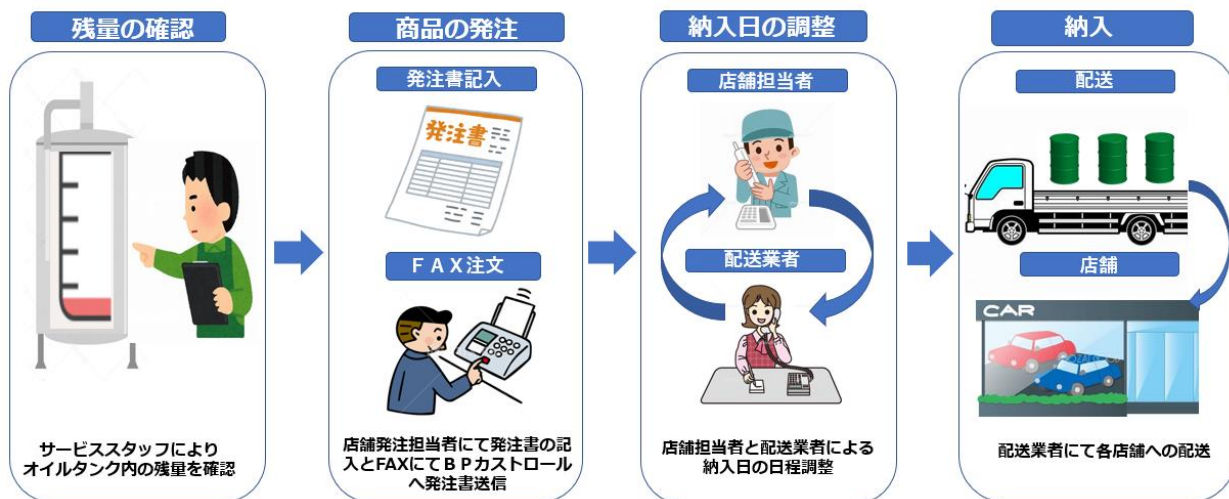 残量の確認
サービススタッフにより
オイルタンク内の残量を確認
商品の発注
発注書記入
発注書
ＦＡＸ注文
店舗発注担当者にて発注書の記
入とFAXにてＢＰカストロール
へ発注書送信
納入日の調整
店舗担当者
配送業者
店舗担当者と配送業者による
納入日の日程調整
納入
配送
店舗
CAR
配送業者にて各店舗への配送